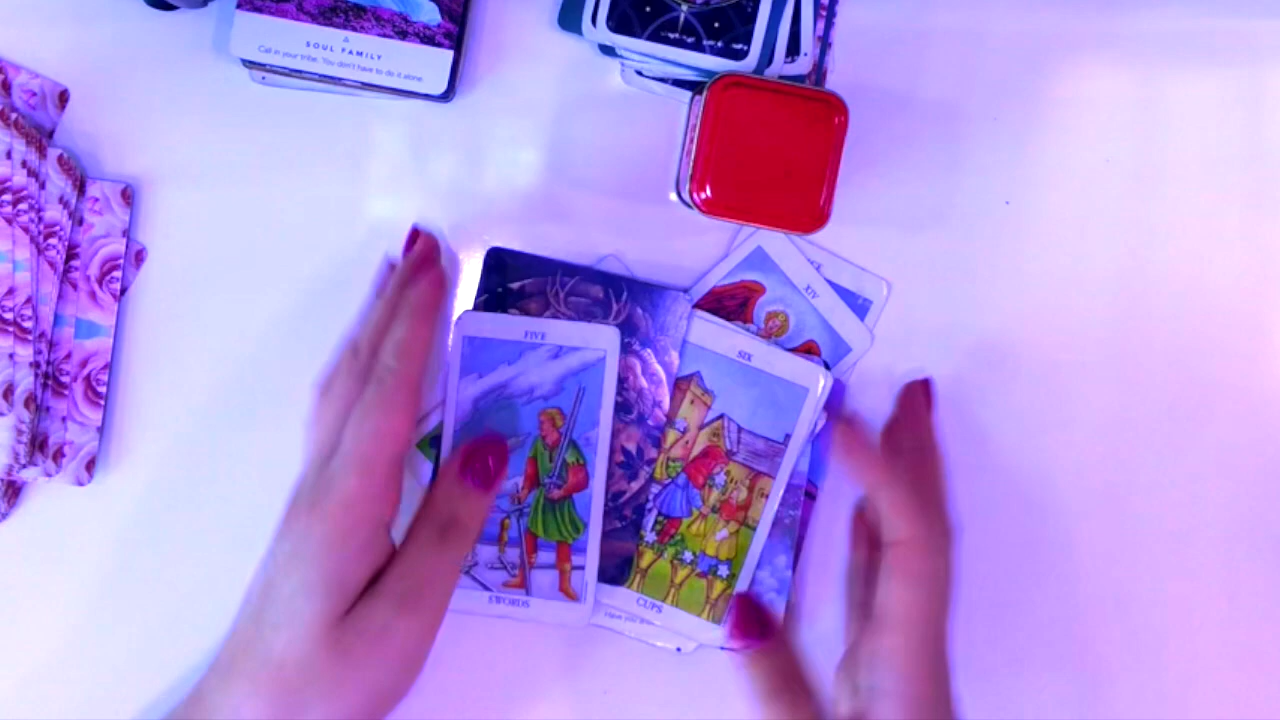 SOUL FAMILY
Call in your tribe. You don't have to do it alone.
XIV
FIVE
SIX
SWORDS
CUPS